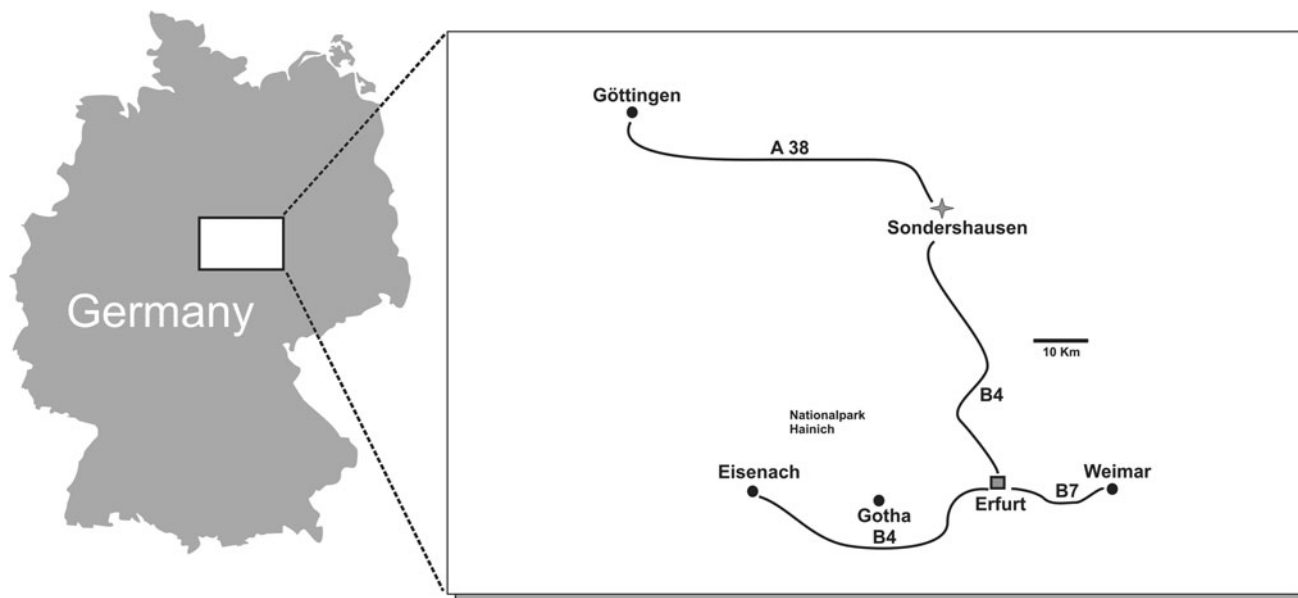 Germany
Göttingen
A 38
Sondershausen
10 Km
B4
Nationalpark
Hainich
Eisenach
Gotha
B4
Erfurt
B7
Weimar